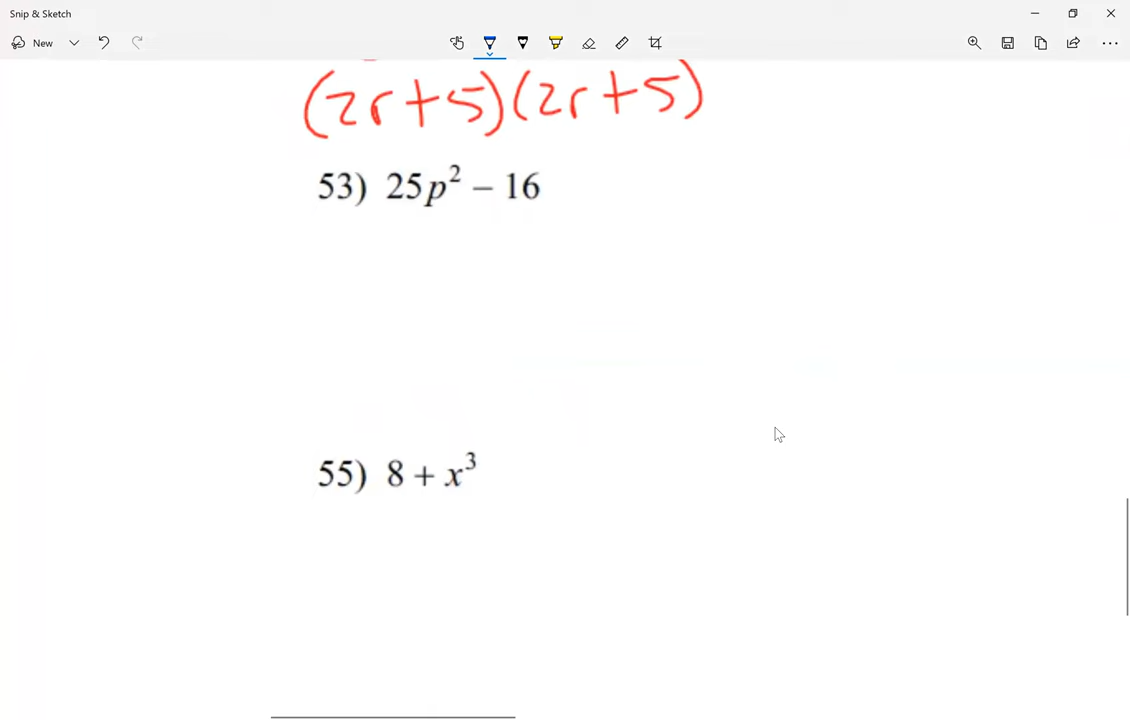 Snip & Sketch
New
(2r+5)(2r+5)
53) 25p² − 16
55) 8 + x³